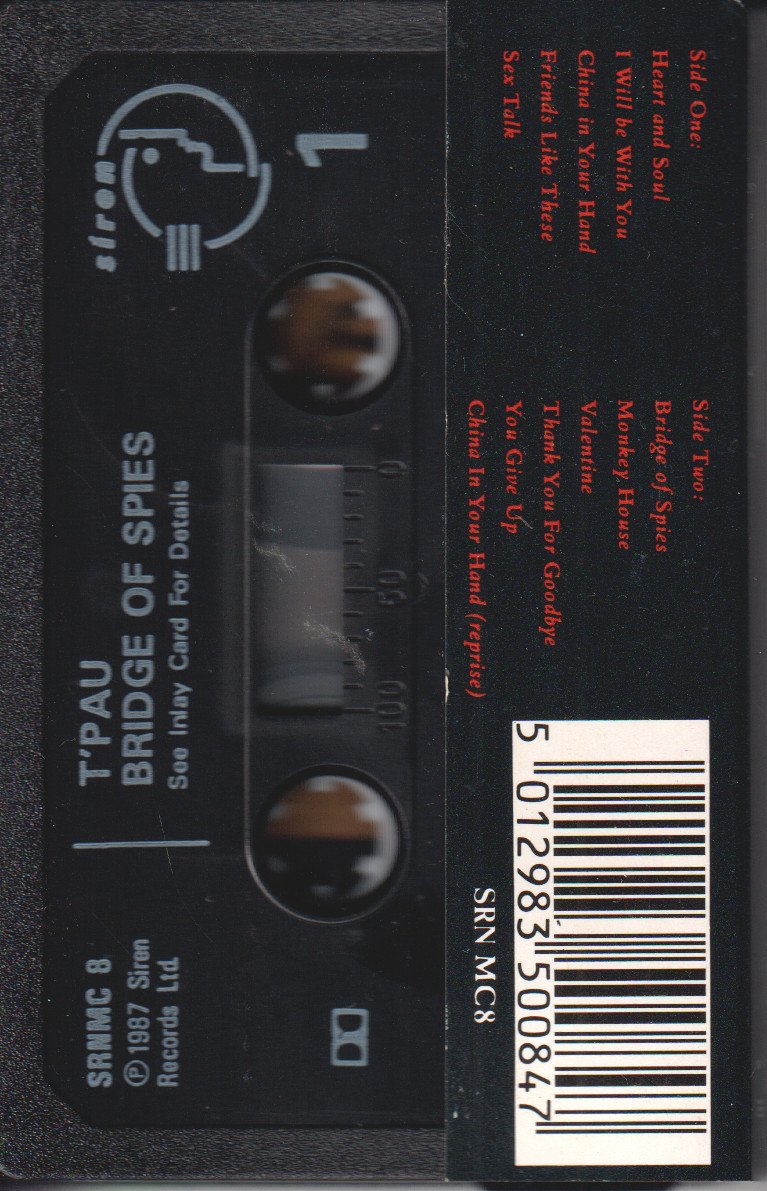 Side One:
Heart and Soul
I Will be With You
China in Your Hand
Friends Like These
Sex Talk
Side Two:
Bridge of Spies
Monkey House
Valentine
Thank You For Goodbye
You Give Up
China In Your Hand (reprise)
5 012983 500847
SRN MC8
siren
1
T'PAU
BRIDGE OF SPIES
See Inlay Card For Details
0 50 100
SRNMC 8
℗ 1987 Siren
Records Ltd.